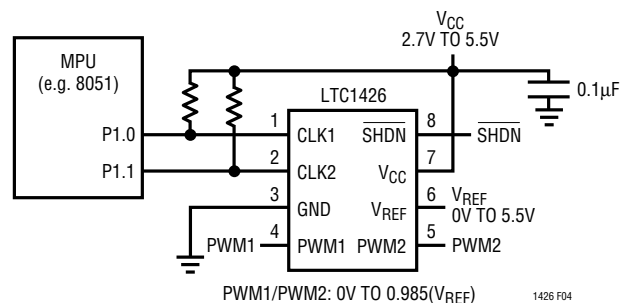 V_CC
2.7V TO 5.5V
MPU
(e.g. 8051)
0.1µF
LTC1426
P1.0
1
CLK1
SHDN
8
SHDN
P1.1
2
CLK2
V_CC
7
3
GND
V_REF
6
V_REF
0V TO 5.5V
PWM1
4
PWM1
PWM2
5
PWM2
PWM1/PWM2: 0V TO 0.985(V_REF)
1426 F04